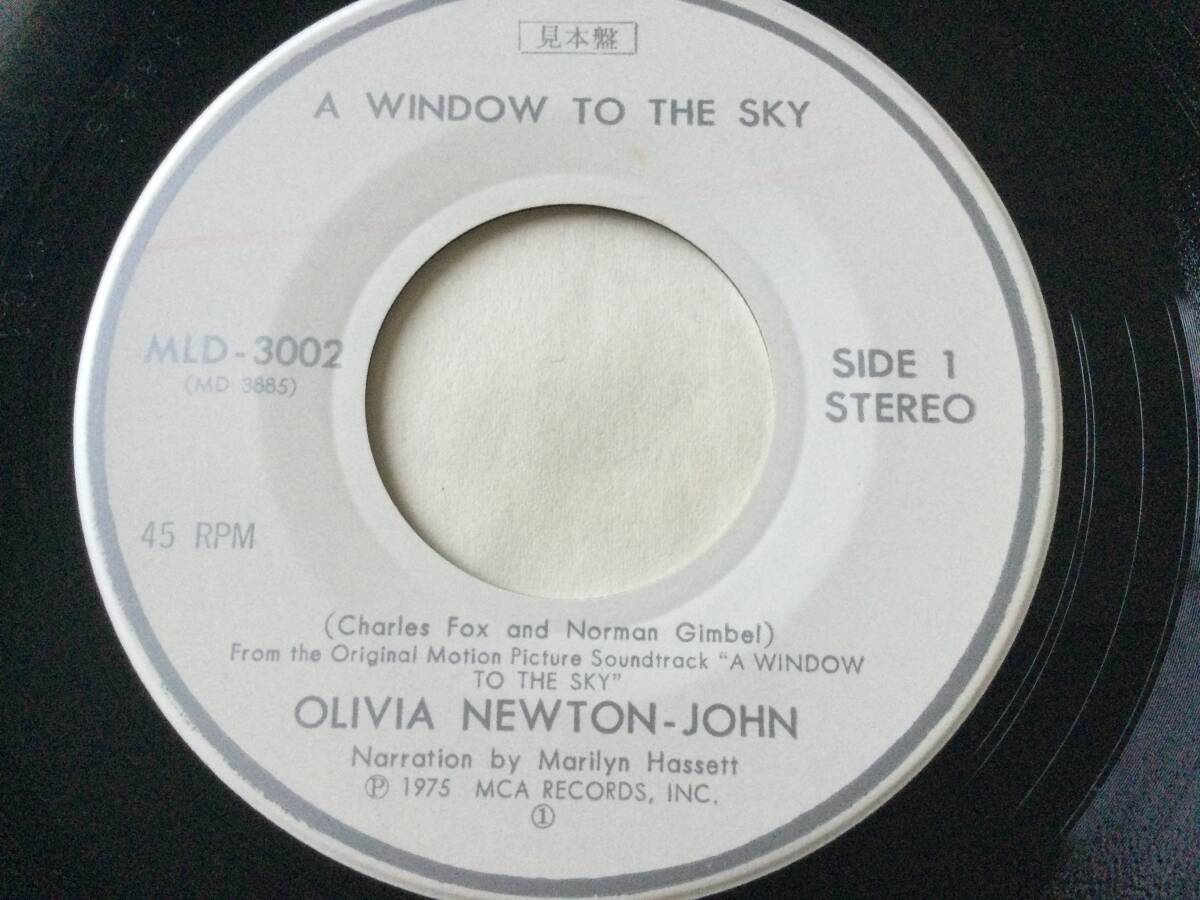 見本盤
A WINDOW TO THE SKY
MLD-3002
(MD 3885)
SIDE 1
STEREO
45 RPM
(Charles Fox and Norman Gimbel)
From the Original Motion Picture Soundtrack "A WINDOW
TO THE SKY"
OLIVIA NEWTON-JOHN
Narration by Marilyn Hassett
Ⓟ 1975 MCA RECORDS, INC.
①